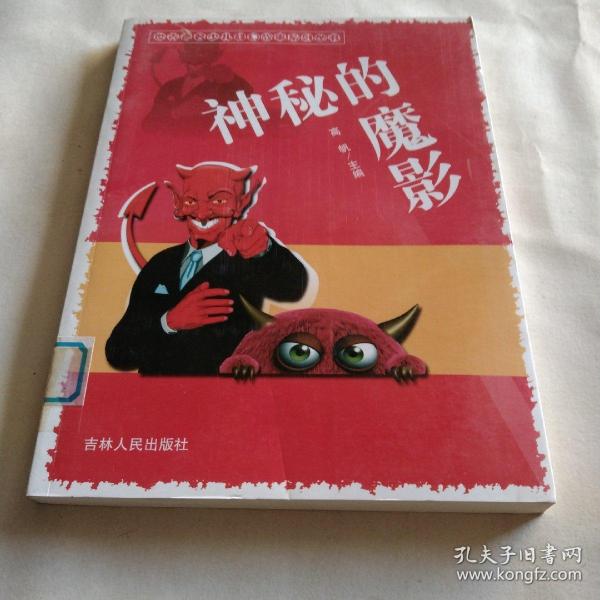 神秘的
魔影
高帆/主编
吉林人民出版社
孔夫子旧书网
www.kongfz.com